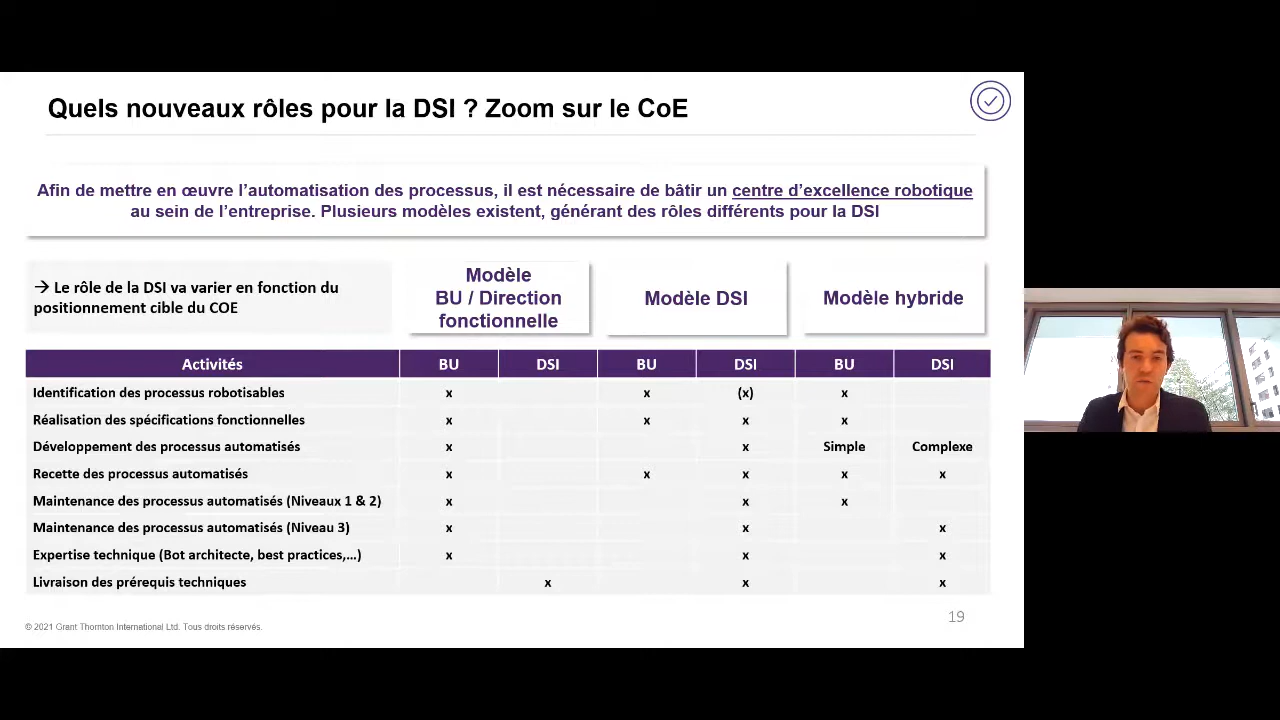 Quels nouveaux rôles pour la DSI ? Zoom sur le CoE
Afin de mettre en œuvre l’automatisation des processus, il est nécessaire de bâtir un centre d’excellence robotique
au sein de l’entreprise. Plusieurs modèles existent, générant des rôles différents pour la DSI
→ Le rôle de la DSI va varier en fonction du
positionnement cible du COE
Modèle
BU / Direction
fonctionnelle
Modèle DSI
Modèle hybride
Activités BU DSI BU DSI BU DSI
Identification des processus robotisables x x (x) x
Réalisation des spécifications fonctionnelles x x x x
Développement des processus automatisés x x Simple Complexe
Recette des processus automatisés x x x x x
Maintenance des processus automatisés (Niveaux 1 & 2) x x x
Maintenance des processus automatisés (Niveau 3) x x x
Expertise technique (Bot architecte, best practices,...) x x x
Livraison des prérequis techniques x x x
© 2021 Grant Thornton International Ltd. Tous droits réservés.
19